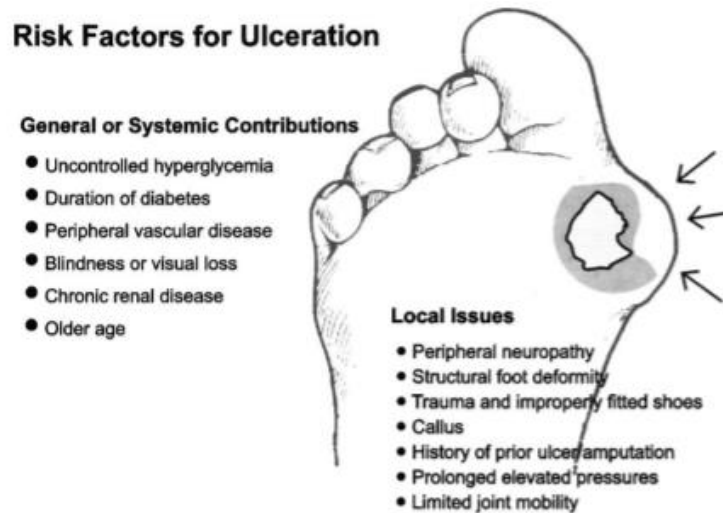 Risk Factors for Ulceration
General or Systemic Contributions
● Uncontrolled hyperglycemia
● Duration of diabetes
● Peripheral vascular disease
● Blindness or visual loss
● Chronic renal disease
● Older age
Local Issues
● Peripheral neuropathy
● Structural foot deformity
● Trauma and improperly fitted shoes
● Callus
● History of prior ulcer/amputation
● Prolonged elevated pressures
● Limited joint mobility